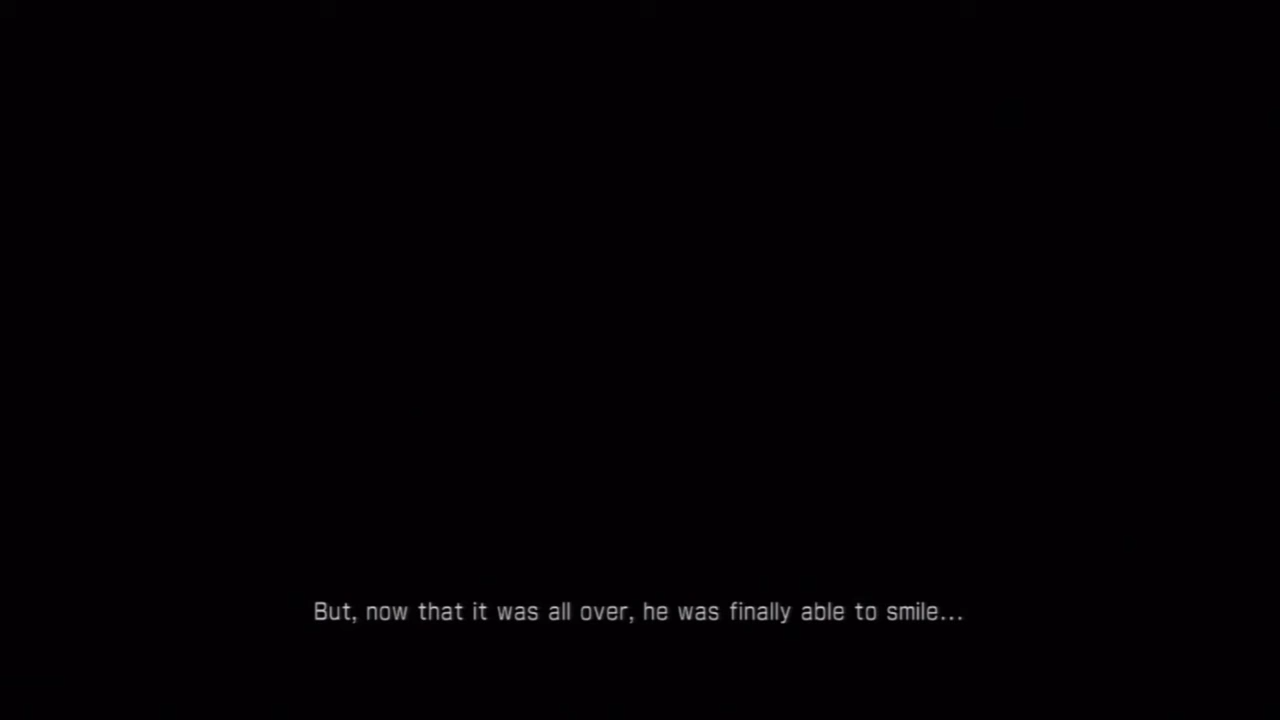 But, now that it was all over, he was finally able to smile...